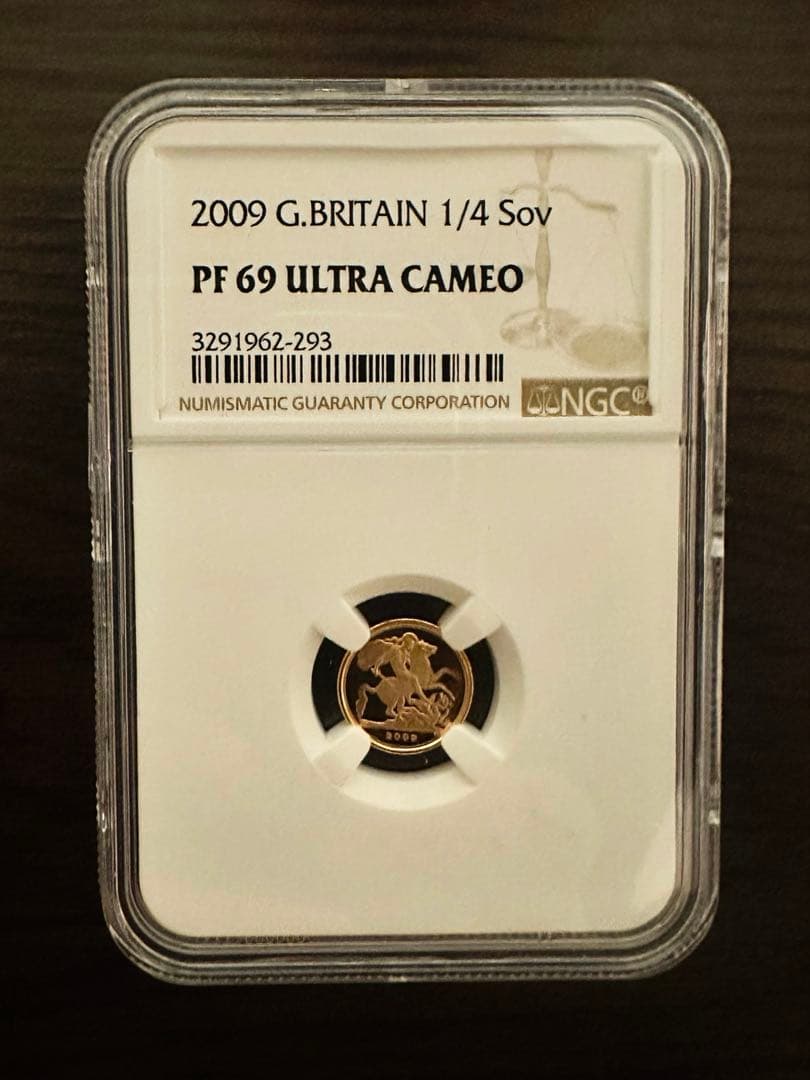 2009 G.BRITAIN 1/4 Sov
PF 69 ULTRA CAMEO
3291962-293
NUMISMATIC GUARANTY CORPORATION NGC®
2009